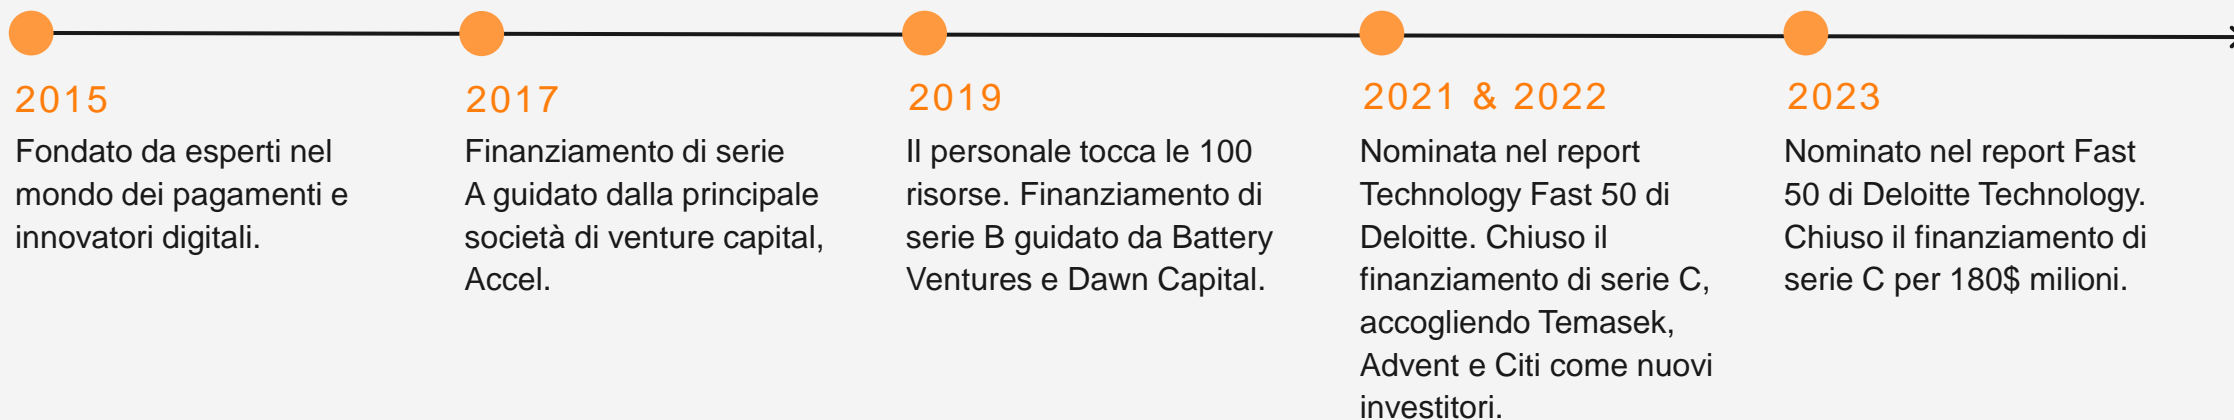 2015
Fondato da esperti nel
mondo dei pagamenti e
innovatori digitali.
2017
Finanziamento di serie
A guidato dalla principale
società di venture capital,
Accel.
2019
Il personale tocca le 100
risorse. Finanziamento di
serie B guidato da Battery
Ventures e Dawn Capital.
2021 & 2022
Nominata nel report
Technology Fast 50 di
Deloitte. Chiuso il
finanziamento di serie C,
accogliendo Temasek,
Advent e Citi come nuovi
investitori.
2023
Nominato nel report Fast
50 di Deloitte Technology.
Chiuso il finanziamento di
serie C per 180$ milioni.